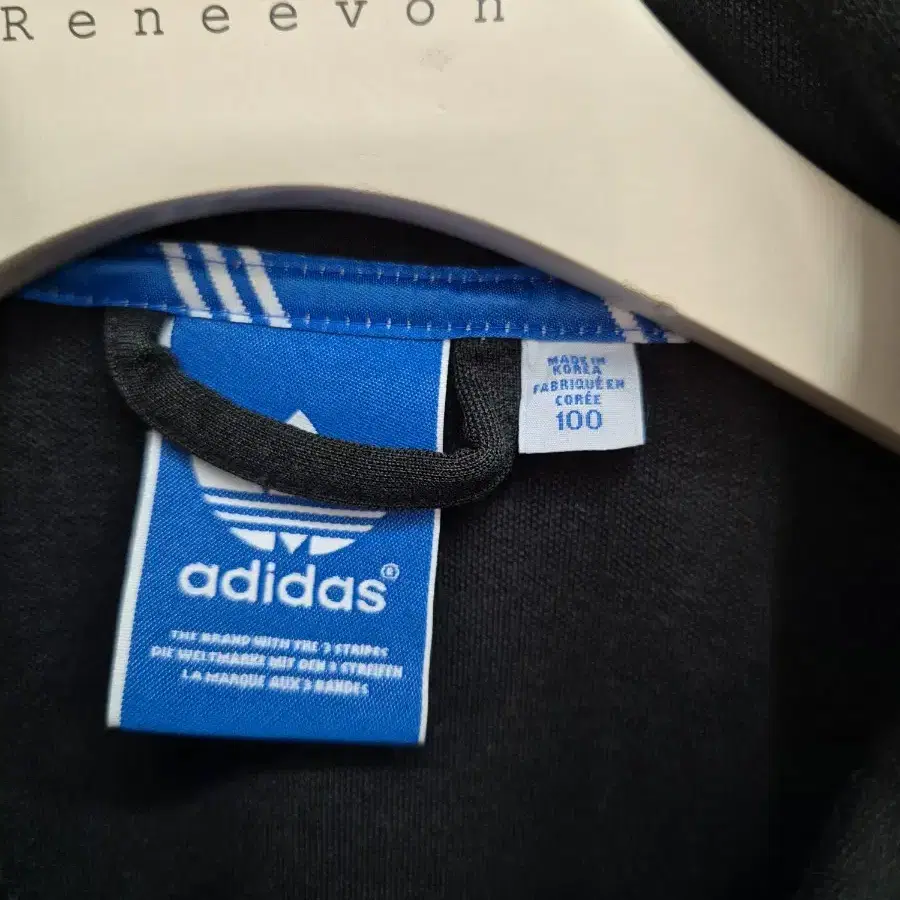 Reneevon
MADE IN
KOREA
FABRIQUÉ EN
CORÉE
100
adidas®
THE BRAND WITH THE 3 STRIPES
DIE WELTMARKE MIT DEN 3 STREIFEN
LA MARQUE AUX 3 BANDES